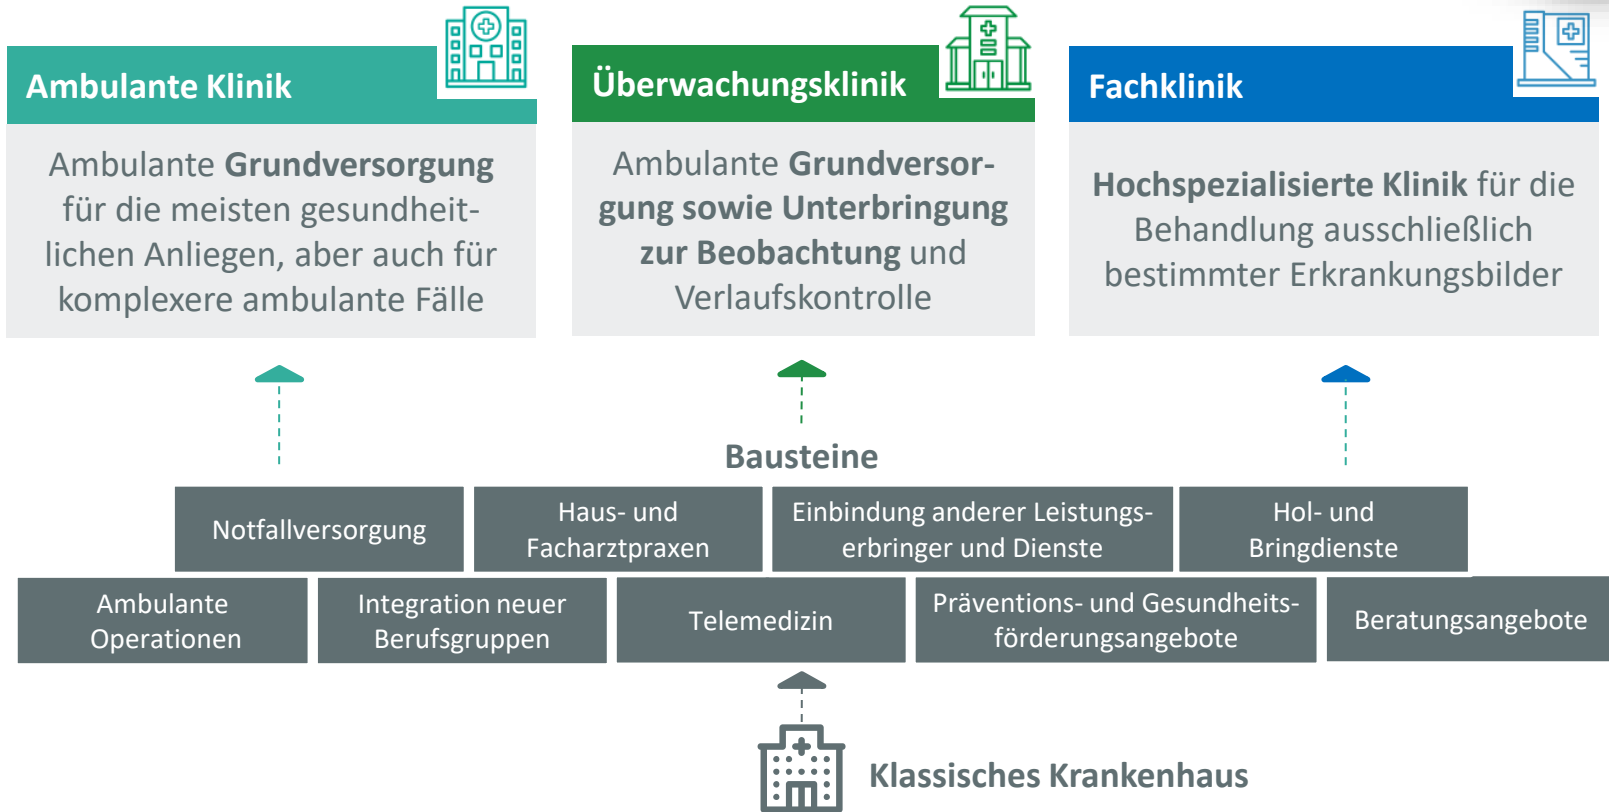 Ambulante Klinik
Ambulante Grundversorgung
für die meisten gesundheit-
lichen Anliegen, aber auch für
komplexere ambulante Fälle
Überwachungsklinik
Ambulante Grundversor-
gung sowie Unterbringung
zur Beobachtung und
Verlaufskontrolle
Fachklinik
Hochspezialisierte Klinik für die
Behandlung ausschließlich
bestimmter Erkrankungsbilder
Bausteine
Notfallversorgung
Haus- und
Facharztpraxen
Einbindung anderer Leistungs-
erbringer und Dienste
Hol- und
Bringdienste
Ambulante
Operationen
Integration neuer
Berufsgruppen
Telemedizin
Präventions- und Gesundheits-
förderungsangebote
Beratungsangebote
Klassisches Krankenhaus